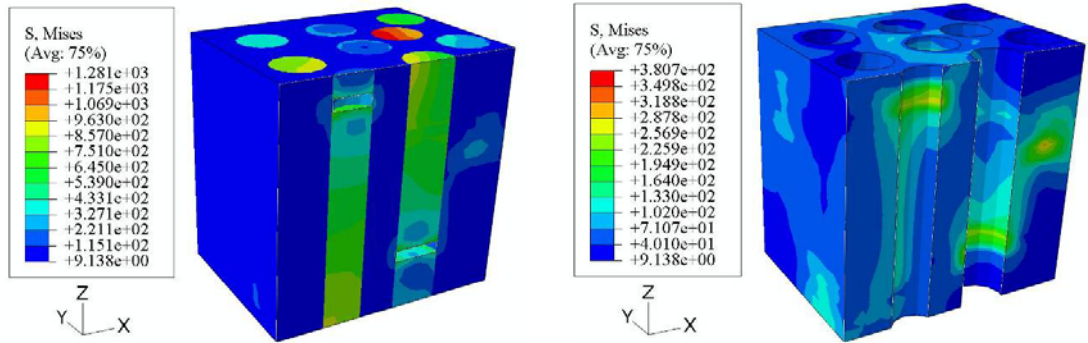 S, Mises
(Avg: 75%)
+1.281e+03
+1.175e+03
+1.069e+03
+9.630e+02
+8.570e+02
+7.510e+02
+6.450e+02
+5.390e+02
+4.331e+02
+3.271e+02
+2.211e+02
+1.151e+02
+9.138e+00
Z
Y
X
S, Mises
(Avg: 75%)
+3.807e+02
+3.498e+02
+3.188e+02
+2.878e+02
+2.569e+02
+2.259e+02
+1.949e+02
+1.640e+02
+1.330e+02
+1.020e+02
+7.107e+01
+4.010e+01
+9.138e+00
Z
Y
X